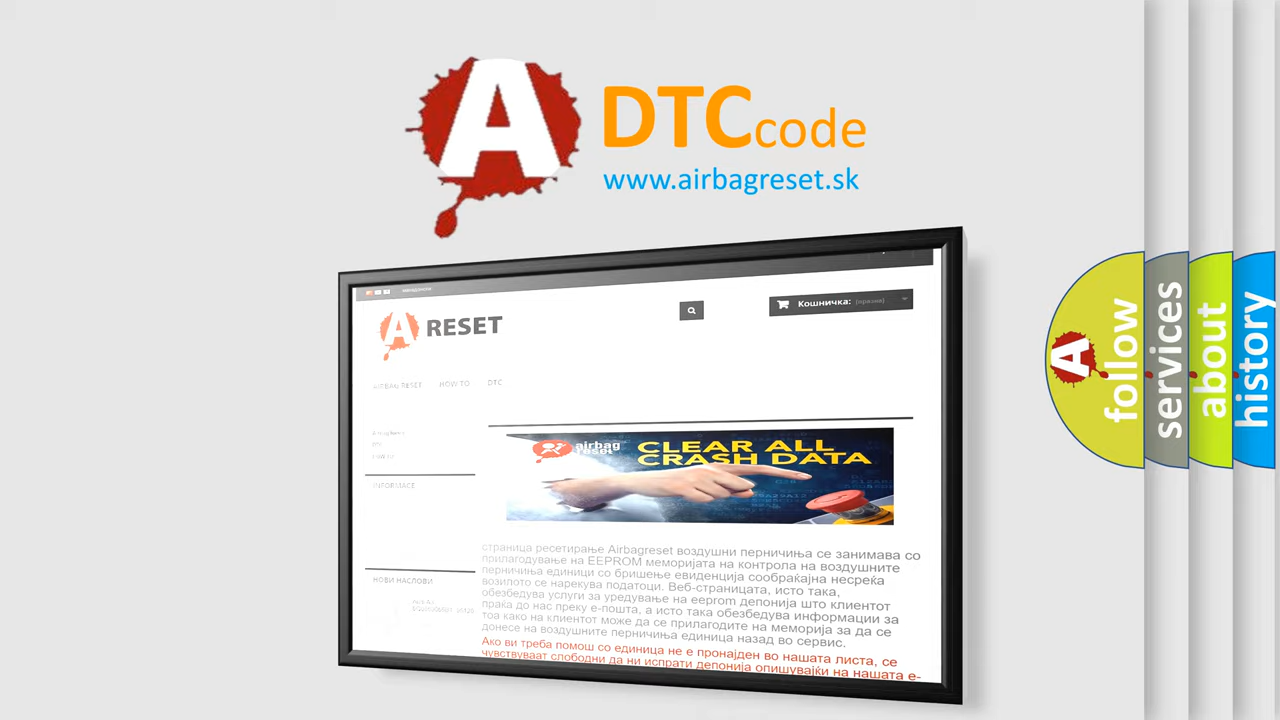 A
DTCcode
www.airbagreset.sk
Кошничка: (празни)
A RESET
AIRBAG RESET HOW TO DTC
airbag
reset
CLEAR ALL
CRASH DATA
INFORMACE
НОВИ НАСЛОВИ
страница ресетирање Airbagreset воздушни перничиња се занимава со
прилагодување на EEPROM меморијата на контрола на воздушните
перничиња единици со бришење евиденција сообраќајна несреќа
возилото се нарекува податоци. Веб-страницата, исто така,
обезбедува услуги за уредување на eeprom депонија што клиентот
праќа до нас преку е-пошта, а исто така обезбедува информации за
тоа како на клиентот може да се прилагодите на меморија за да се
донесе на воздушните перничиња единица назад во сервис.
Ако ви треба помош со единица не е пронајден во нашата листа, се
чувствуваат слободни да ни испрати депонија опишувајќи на нашата е-
A
follow
services
about
history